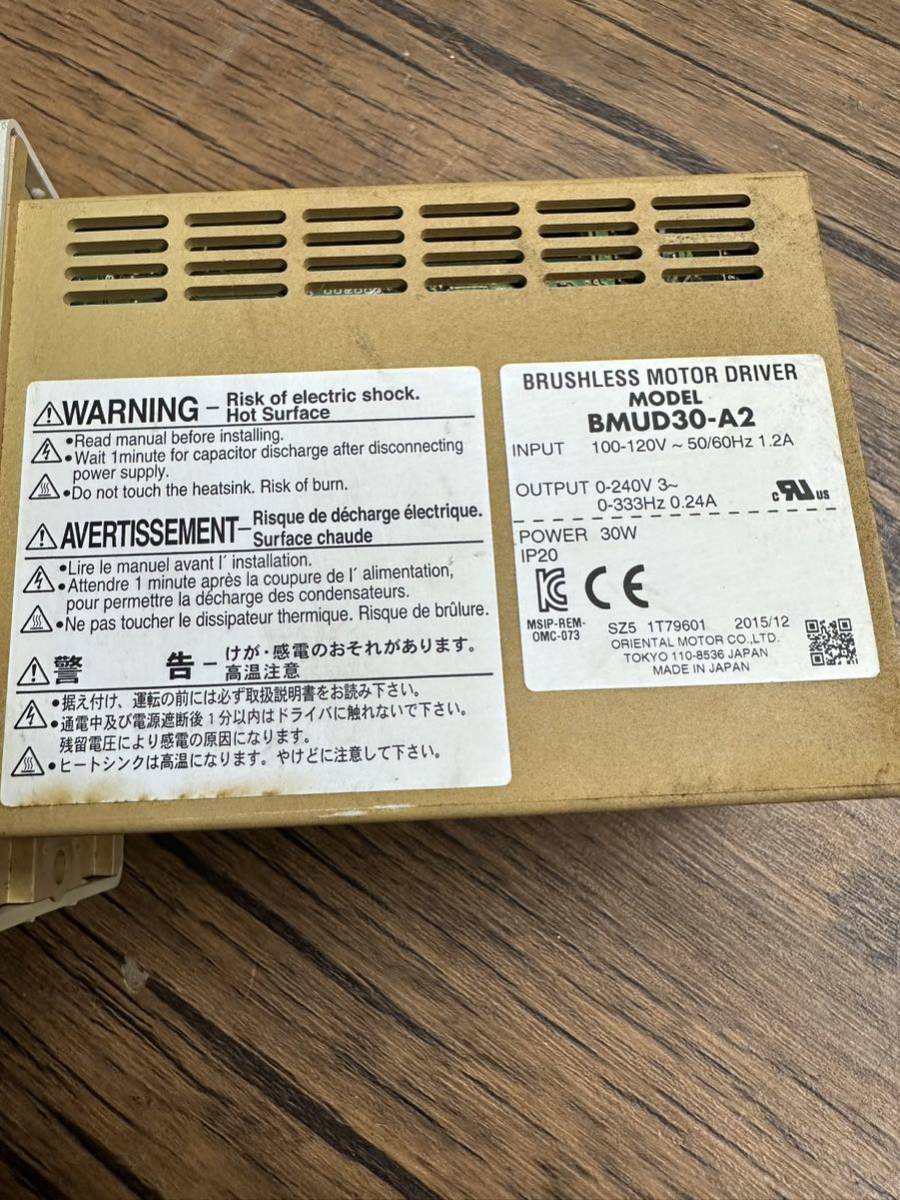 WARNING - Risk of electric shock.
Hot Surface
•Read manual before installing.
•Wait 1minute for capacitor discharge after disconnecting
power supply.
•Do not touch the heatsink. Risk of burn.
AVERTISSEMENT- Risque de décharge électrique.
Surface chaude
•Lire le manuel avant l' installation.
•Attendre 1 minute après la coupure de l' alimentation,
pour permettre la décharge des condensateurs.
•Ne pas toucher le dissipateur thermique. Risque de brûlure.
警告 - けが・感電のおそれがあります。
高温注意
•据え付け、運転の前には必ず取扱説明書をお読み下さい。
•通電中及び電源遮断後1分以内はドライバに触れないで下さい。
残留電圧により感電の原因になります。
•ヒートシンクは高温になります。やけどに注意して下さい。
BRUSHLESS MOTOR DRIVER
MODEL
BMUD30-A2
INPUT 100-120V ~ 50/60Hz 1.2A
OUTPUT 0-240V 3~
0-333Hz 0.24A
c RU US
POWER 30W
IP20
CE
MSIP-REM-
OMC-073
SZ5 1T79601 2015/12
ORIENTAL MOTOR CO.,LTD.
TOKYO 110-8536 JAPAN
MADE IN JAPAN